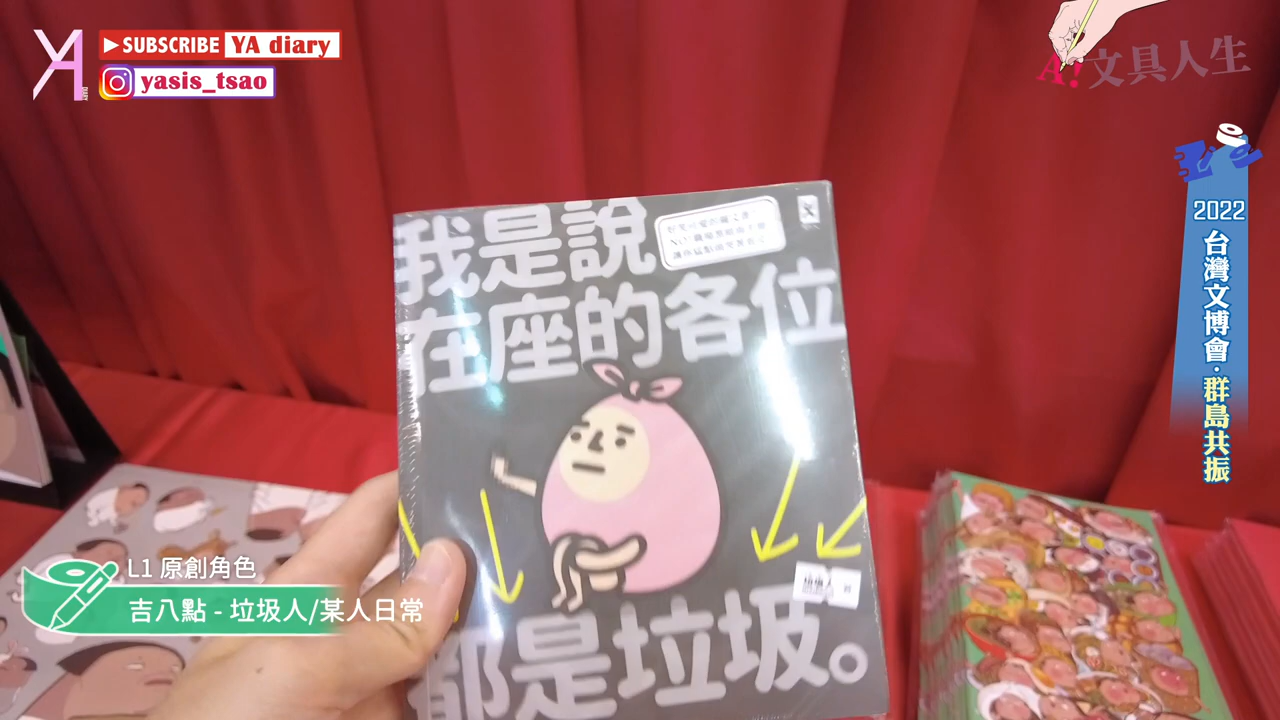 YA
DIARY
SUBSCRIBE YA diary
yasis_tsao
A!文具人生
2022
台灣文博會·群島共振
我是說
在座的各位
都是垃圾。
L1 原創角色
吉八點 - 垃圾人/某人日常